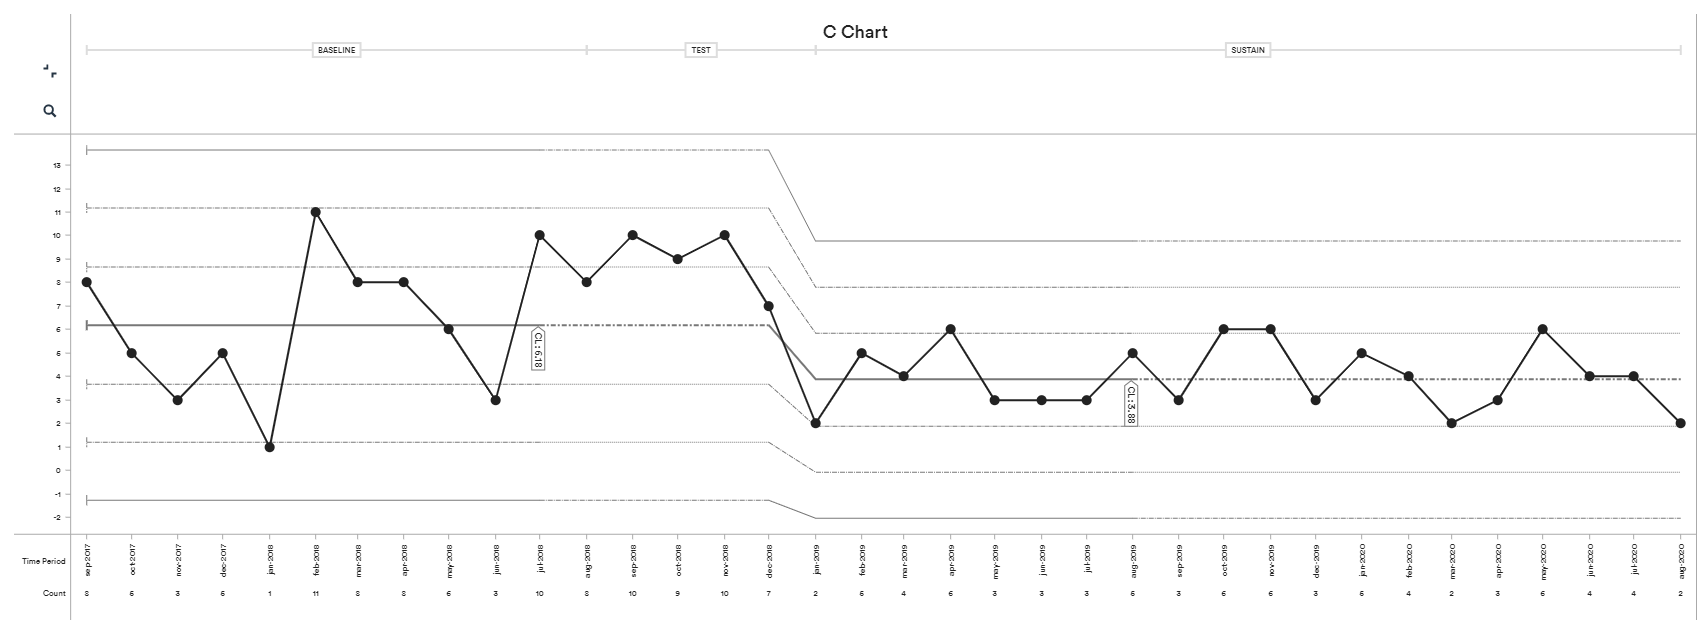 C Chart
BASELINE TEST SUSTAIN
13
12
11
10
9
8
7
6
5
4
3
2
1
0
-1
-2
CL : 6.18
CL : 3.88
Time Period sep-2017 oct-2017 nov-2017 dec-2017 jan-2018 feb-2018 mar-2018 apr-2018 may-2018 jun-2018 jul-2018 aug-2018 sep-2018 oct-2018 nov-2018 dec-2018 jan-2019 feb-2019 mar-2019 apr-2019 may-2019 jun-2019 jul-2019 aug-2019 sep-2019 oct-2019 nov-2019 dec-2019 jan-2020 feb-2020 mar-2020 apr-2020 may-2020 jun-2020 jul-2020 aug-2020
Count 8 5 3 5 1 11 8 8 6 3 10 8 10 9 10 7 2 5 4 6 3 3 3 5 3 6 6 3 5 4 2 3 6 4 4 2